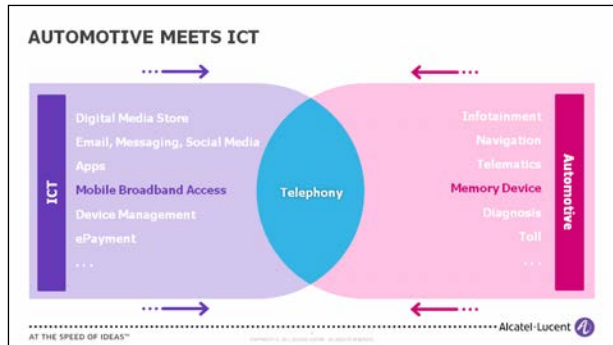 AUTOMOTIVE MEETS ICT
ICT
Digital Media Store
Email, Messaging, Social Media
Apps
Mobile Broadband Access
Device Management
ePayment
. . .
Telephony
Infotainment
Navigation
Telematics
Memory Device
Diagnosis
Toll
. . .
Automotive
AT THE SPEED OF IDEAS™
Alcatel·Lucent